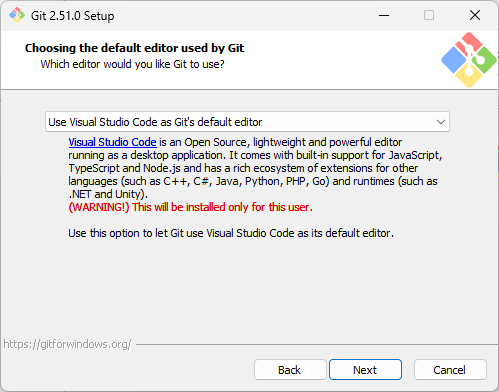 Git 2.51.0 Setup
Choosing the default editor used by Git
Which editor would you like Git to use?
Use Visual Studio Code as Git's default editor
Visual Studio Code is an Open Source, lightweight and powerful editor
running as a desktop application. It comes with built-in support for JavaScript,
TypeScript and Node.js and has a rich ecosystem of extensions for other
languages (such as C++, C#, Java, Python, PHP, Go) and runtimes (such as
.NET and Unity).
(WARNING!) This will be installed only for this user.
Use this option to let Git use Visual Studio Code as its default editor.
https://gitforwindows.org/
Back
Next
Cancel